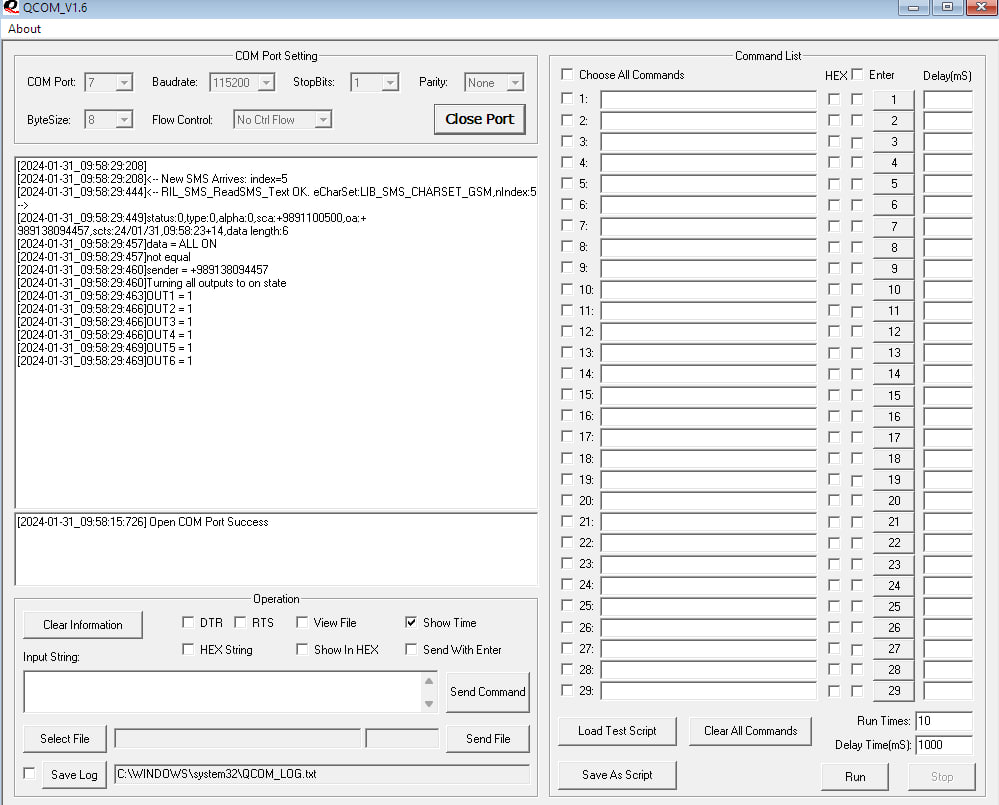 QCOM_V1.6
About
COM Port Setting
COM Port: 7 Baudrate: 115200 StopBits: 1 Parity: None
ByteSize: 8 Flow Control: No Ctrl Flow Close Port
[2024-01-31_09:58:29:208]
[2024-01-31_09:58:29:208]<-- New SMS Arrives: index=5
[2024-01-31_09:58:29:444]<-- RIL_SMS_ReadSMS_Text OK. eCharSet:LIB_SMS_CHARSET_GSM,nIndex:5
-->
[2024-01-31_09:58:29:449]status:0,type:0,alpha:0,sca:+9891100500,oa:+
989138094457,scts:24/01/31,09:58:23+14,data length:6
[2024-01-31_09:58:29:457]data = ALL ON
[2024-01-31_09:58:29:457]not equal
[2024-01-31_09:58:29:460]sender = +989138094457
[2024-01-31_09:58:29:460]Turning all outputs to on state
[2024-01-31_09:58:29:463]OUT1 = 1
[2024-01-31_09:58:29:466]OUT2 = 1
[2024-01-31_09:58:29:466]OUT3 = 1
[2024-01-31_09:58:29:466]OUT4 = 1
[2024-01-31_09:58:29:469]OUT5 = 1
[2024-01-31_09:58:29:469]OUT6 = 1
[2024-01-31_09:58:15:726] Open COM Port Success
Operation
Clear Information DTR RTS View File Show Time
HEX String Show In HEX Send With Enter
Input String:
Send Command
Select File Send File
Save Log C:\WINDOWS\system32\QCOM_LOG.txt
Command List
Choose All Commands HEX Enter Delay(mS)
1: 1
2: 2
3: 3
4: 4
5: 5
6: 6
7: 7
8: 8
9: 9
10: 10
11: 11
12: 12
13: 13
14: 14
15: 15
16: 16
17: 17
18: 18
19: 19
20: 20
21: 21
22: 22
23: 23
24: 24
25: 25
26: 26
27: 27
28: 28
29: 29
Load Test Script Clear All Commands Run Times: 10
Delay Time(mS): 1000
Save As Script Run Stop